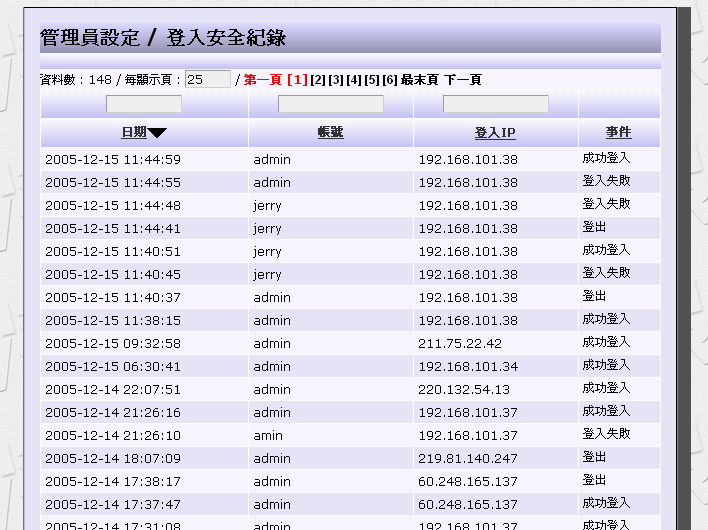 管理員設定 / 登入安全紀錄
資料數：148 / 每顯示頁：25 / 第一頁 [1][2][3][4][5][6] 最末頁 下一頁
日期 帳號 登入IP 事件
2005-12-15 11:44:59 admin 192.168.101.38 成功登入
2005-12-15 11:44:55 admin 192.168.101.38 登入失敗
2005-12-15 11:44:48 jerry 192.168.101.38 登入失敗
2005-12-15 11:44:41 jerry 192.168.101.38 登出
2005-12-15 11:40:51 jerry 192.168.101.38 成功登入
2005-12-15 11:40:45 jerry 192.168.101.38 登入失敗
2005-12-15 11:40:37 admin 192.168.101.38 登出
2005-12-15 11:38:15 admin 192.168.101.38 成功登入
2005-12-15 09:32:58 admin 211.75.22.42 成功登入
2005-12-15 06:30:41 admin 192.168.101.34 成功登入
2005-12-14 22:07:51 admin 220.132.54.13 成功登入
2005-12-14 21:26:16 admin 192.168.101.37 成功登入
2005-12-14 21:26:10 amin 192.168.101.37 登入失敗
2005-12-14 18:07:09 admin 219.81.140.247 登出
2005-12-14 17:38:17 admin 60.248.165.137 登出
2005-12-14 17:37:47 admin 60.248.165.137 成功登入
2005-12-14 17:31:08 admin 192.168.101.37 成功登入